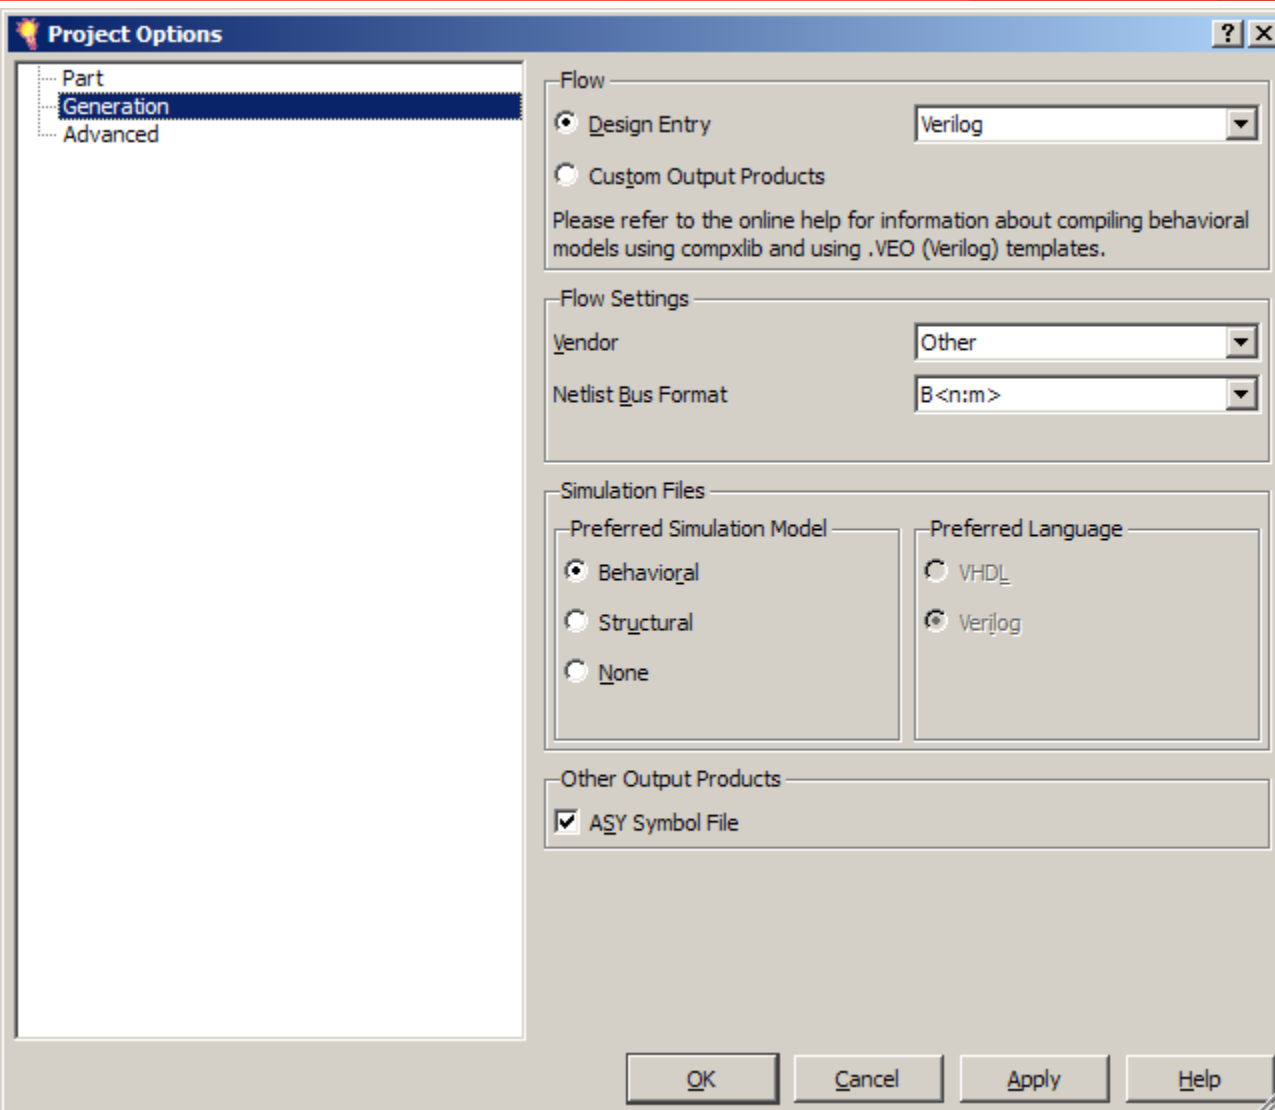 Project Options
Part
Generation
Advanced
Flow
Design Entry
Verilog
Custom Output Products
Please refer to the online help for information about compiling behavioral
models using compxlib and using .VEO (Verilog) templates.
Flow Settings
Vendor
Other
Netlist Bus Format
B<n:m>
Simulation Files
Preferred Simulation Model
Behavioral
Structural
None
Preferred Language
VHDL
Verilog
Other Output Products
ASY Symbol File
OK
Cancel
Apply
Help